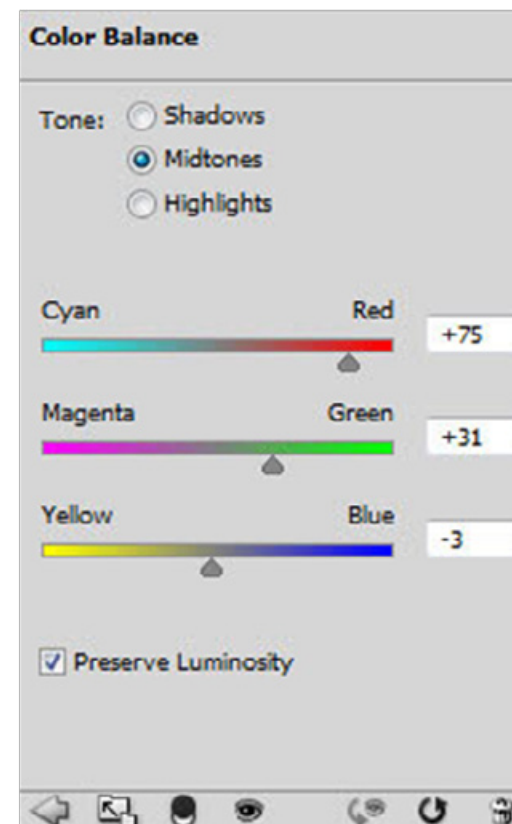 Color Balance
Tone: Shadows
Midtones
Highlights
Cyan Red +75
Magenta Green +31
Yellow Blue -3
Preserve Luminosity